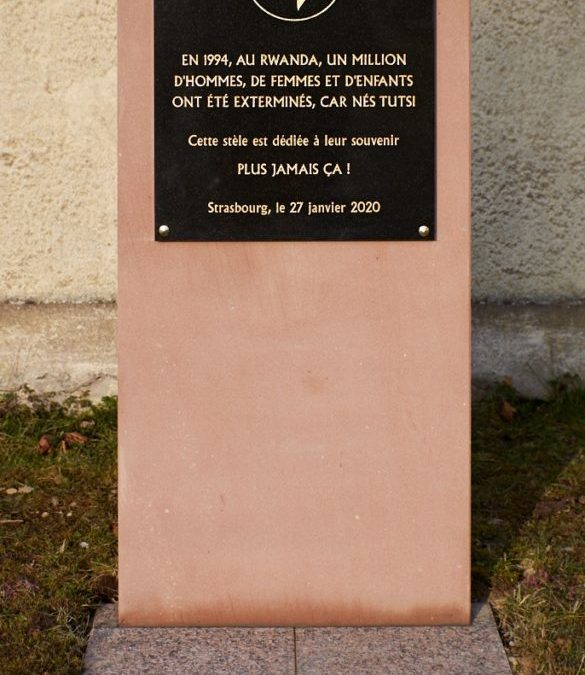 EN 1994, AU RWANDA, UN MILLION
D'HOMMES, DE FEMMES ET D'ENFANTS
ONT ÉTÉ EXTERMINÉS, CAR NÉS TUTSI
Cette stèle est dédiée à leur souvenir
PLUS JAMAIS ÇA !
Strasbourg, le 27 janvier 2020